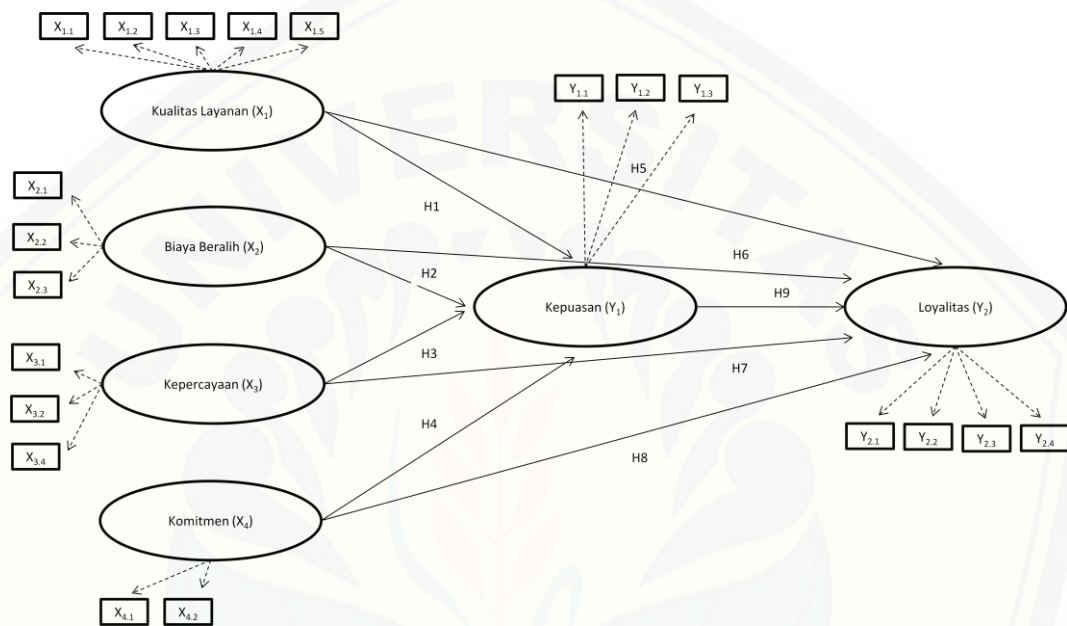 X1.1
X1.2
X1.3
X1.4
X1.5
Kualitas Layanan (X1)
Y1.1
Y1.2
Y1.3
H5
X2.1
X2.2
X2.3
Biaya Beralih (X2)
H1
H2
H6
H9
Kepuasan (Y1)
Loyalitas (Y2)
X3.1
X3.2
X3.4
Kepercayaan (X3)
H3
H7
H4
H8
Y2.1
Y2.2
Y2.3
Y2.4
Komitmen (X4)
X4.1
X4.2
UNIVERSITAS